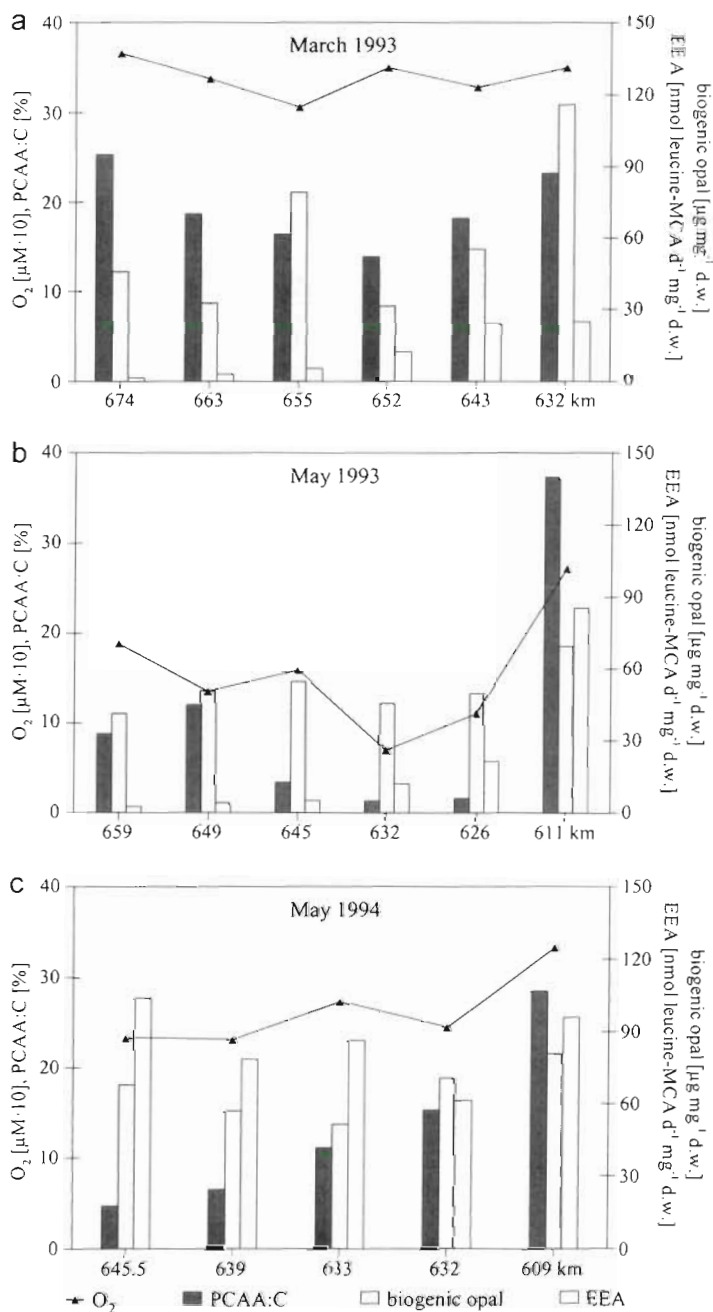 a
March 1993
40
30
20
10
0
O₂ [µM·10], PCAA:C [%]
150
120
90
60
30
0
EEA [nmol leucine-MCA d⁻¹ mg⁻¹ d.w.]
biogenic opal [µg mg⁻¹ d.w.]
674 663 655 652 643 632 km
b
May 1993
40
30
20
10
0
O₂ [µM·10], PCAA·C [%]
150
120
90
60
30
0
EEA [nmol leucine-MCA d⁻¹ mg⁻¹ d.w.]
biogenic opal [µg mg⁻¹ d.w.]
659 649 645 632 626 611 km
c
May 1994
40
30
20
10
0
O₂ [µM·10], PCAA:C [%]
150
120
90
60
30
0
EEA [nmol leucine-MCA d⁻¹ mg⁻¹ d.w.]
biogenic opal [µg mg⁻¹ d.w.]
645.5 639 633 632 609 km
O₂ PCAA:C biogenic opal EEA